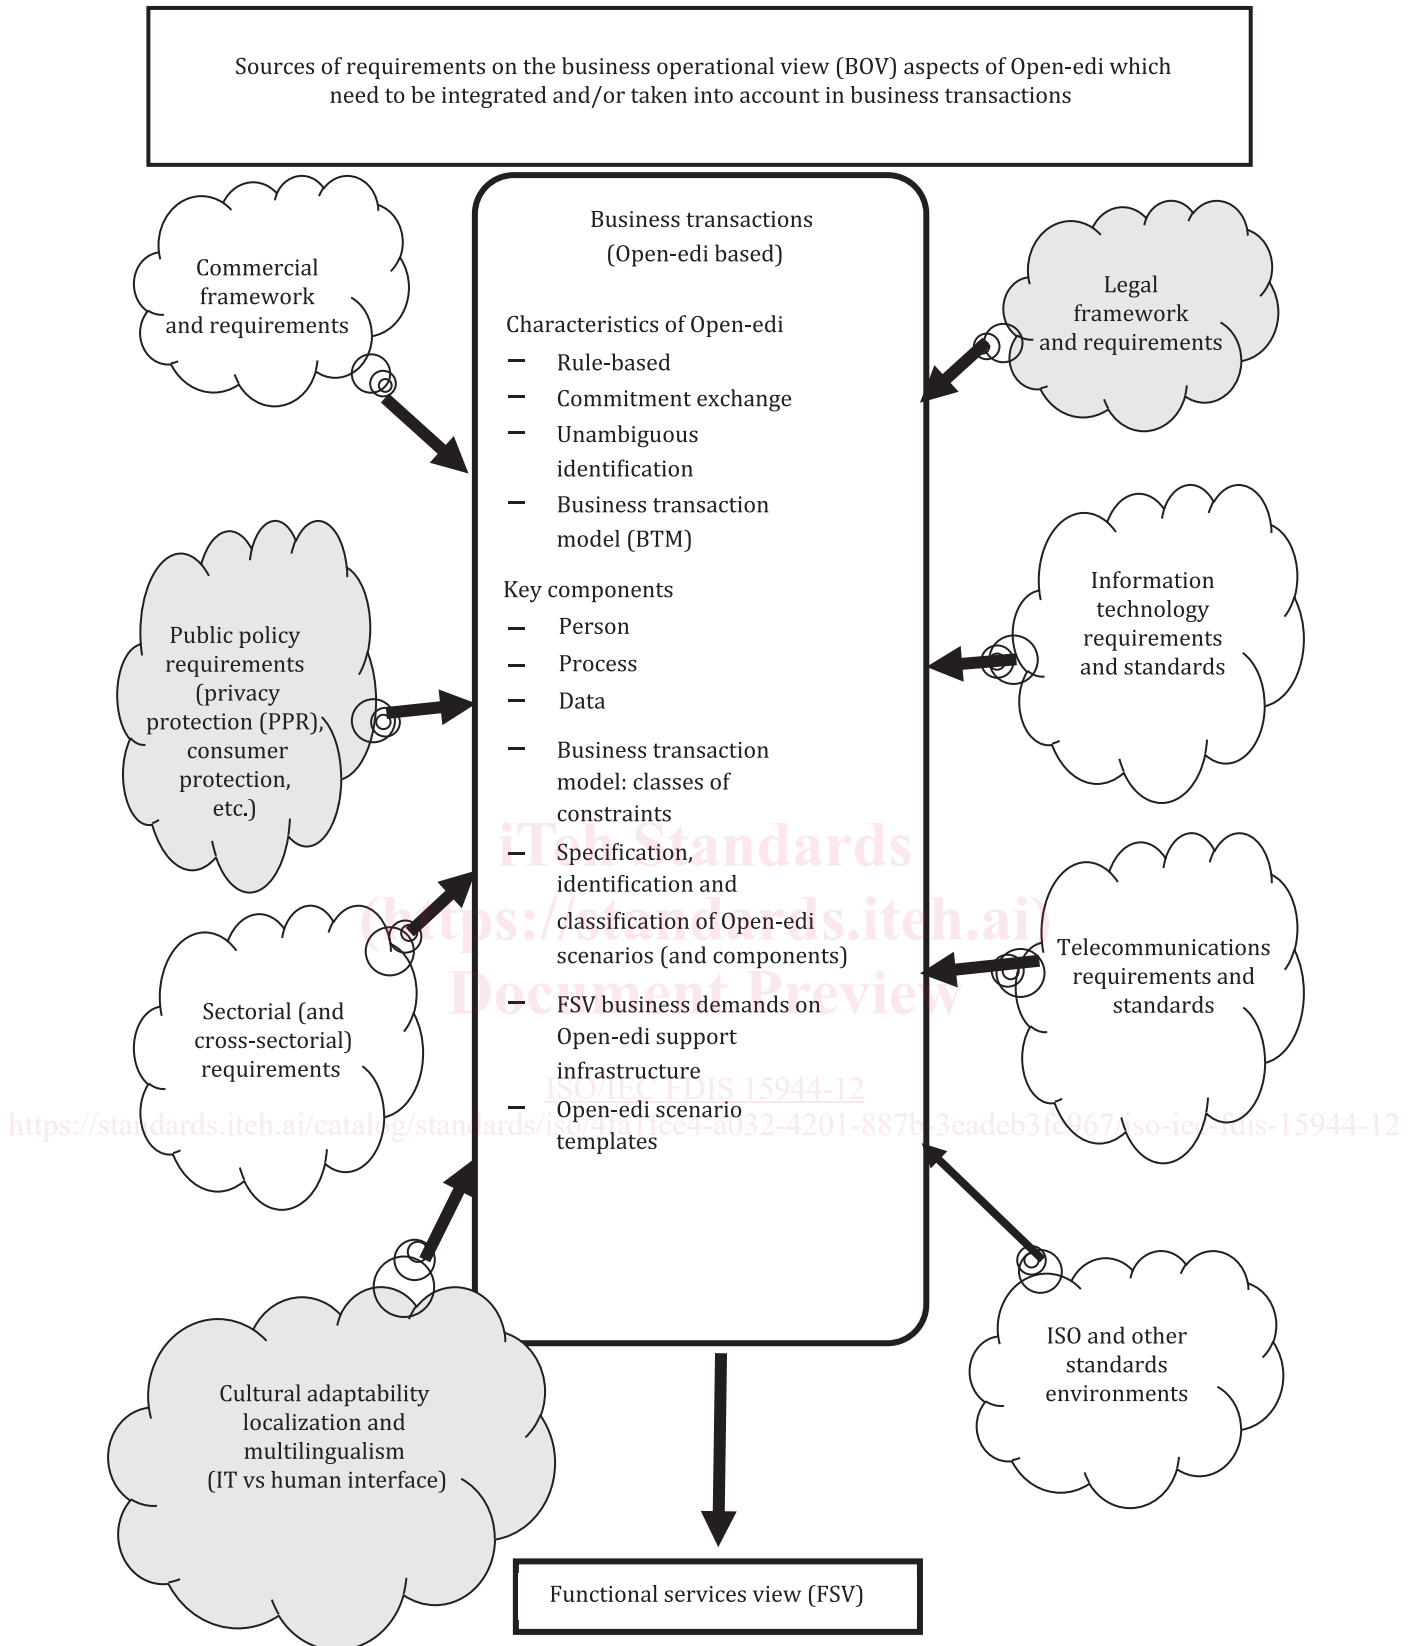 Sources of requirements on the business operational view (BOV) aspects of Open-edi which
need to be integrated and/or taken into account in business transactions
Commercial
framework
and requirements
Public policy
requirements
(privacy
protection (PPR),
consumer
protection,
etc.)
Sectorial (and
cross-sectorial)
requirements
Cultural adaptability
localization and
multilingualism
(IT vs human interface)
Business transactions
(Open-edi based)
Characteristics of Open-edi
— Rule-based
— Commitment exchange
— Unambiguous
identification
— Business transaction
model (BTM)
Key components
— Person
— Process
— Data
— Business transaction
model: classes of
constraints
— Specification,
identification and
classification of Open-edi
scenarios (and components)
— FSV business demands on
Open-edi support
infrastructure
— Open-edi scenario
templates
Legal
framework
and requirements
Information
technology
requirements
and standards
Telecommunications
requirements and
standards
ISO and other
standards
environments
Functional services view (FSV)
iTeh Standards
(https://standards.iteh.ai)
Document Preview
ISO/IEC FDIS 15944-12
https://standards.iteh.ai/catalog/standards/iso/4fa1fce4-a032-4201-887b-3eadeb3fc967/iso-iec-fdis-15944-12